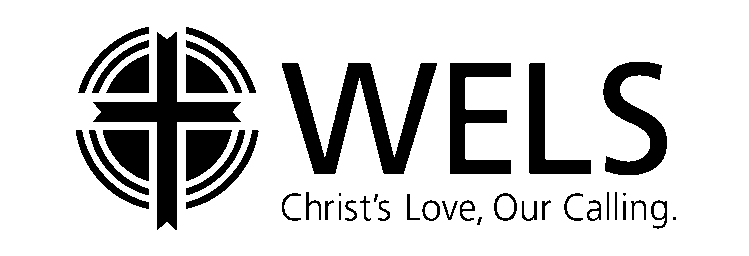 WELS
Christ's Love, Our Calling.